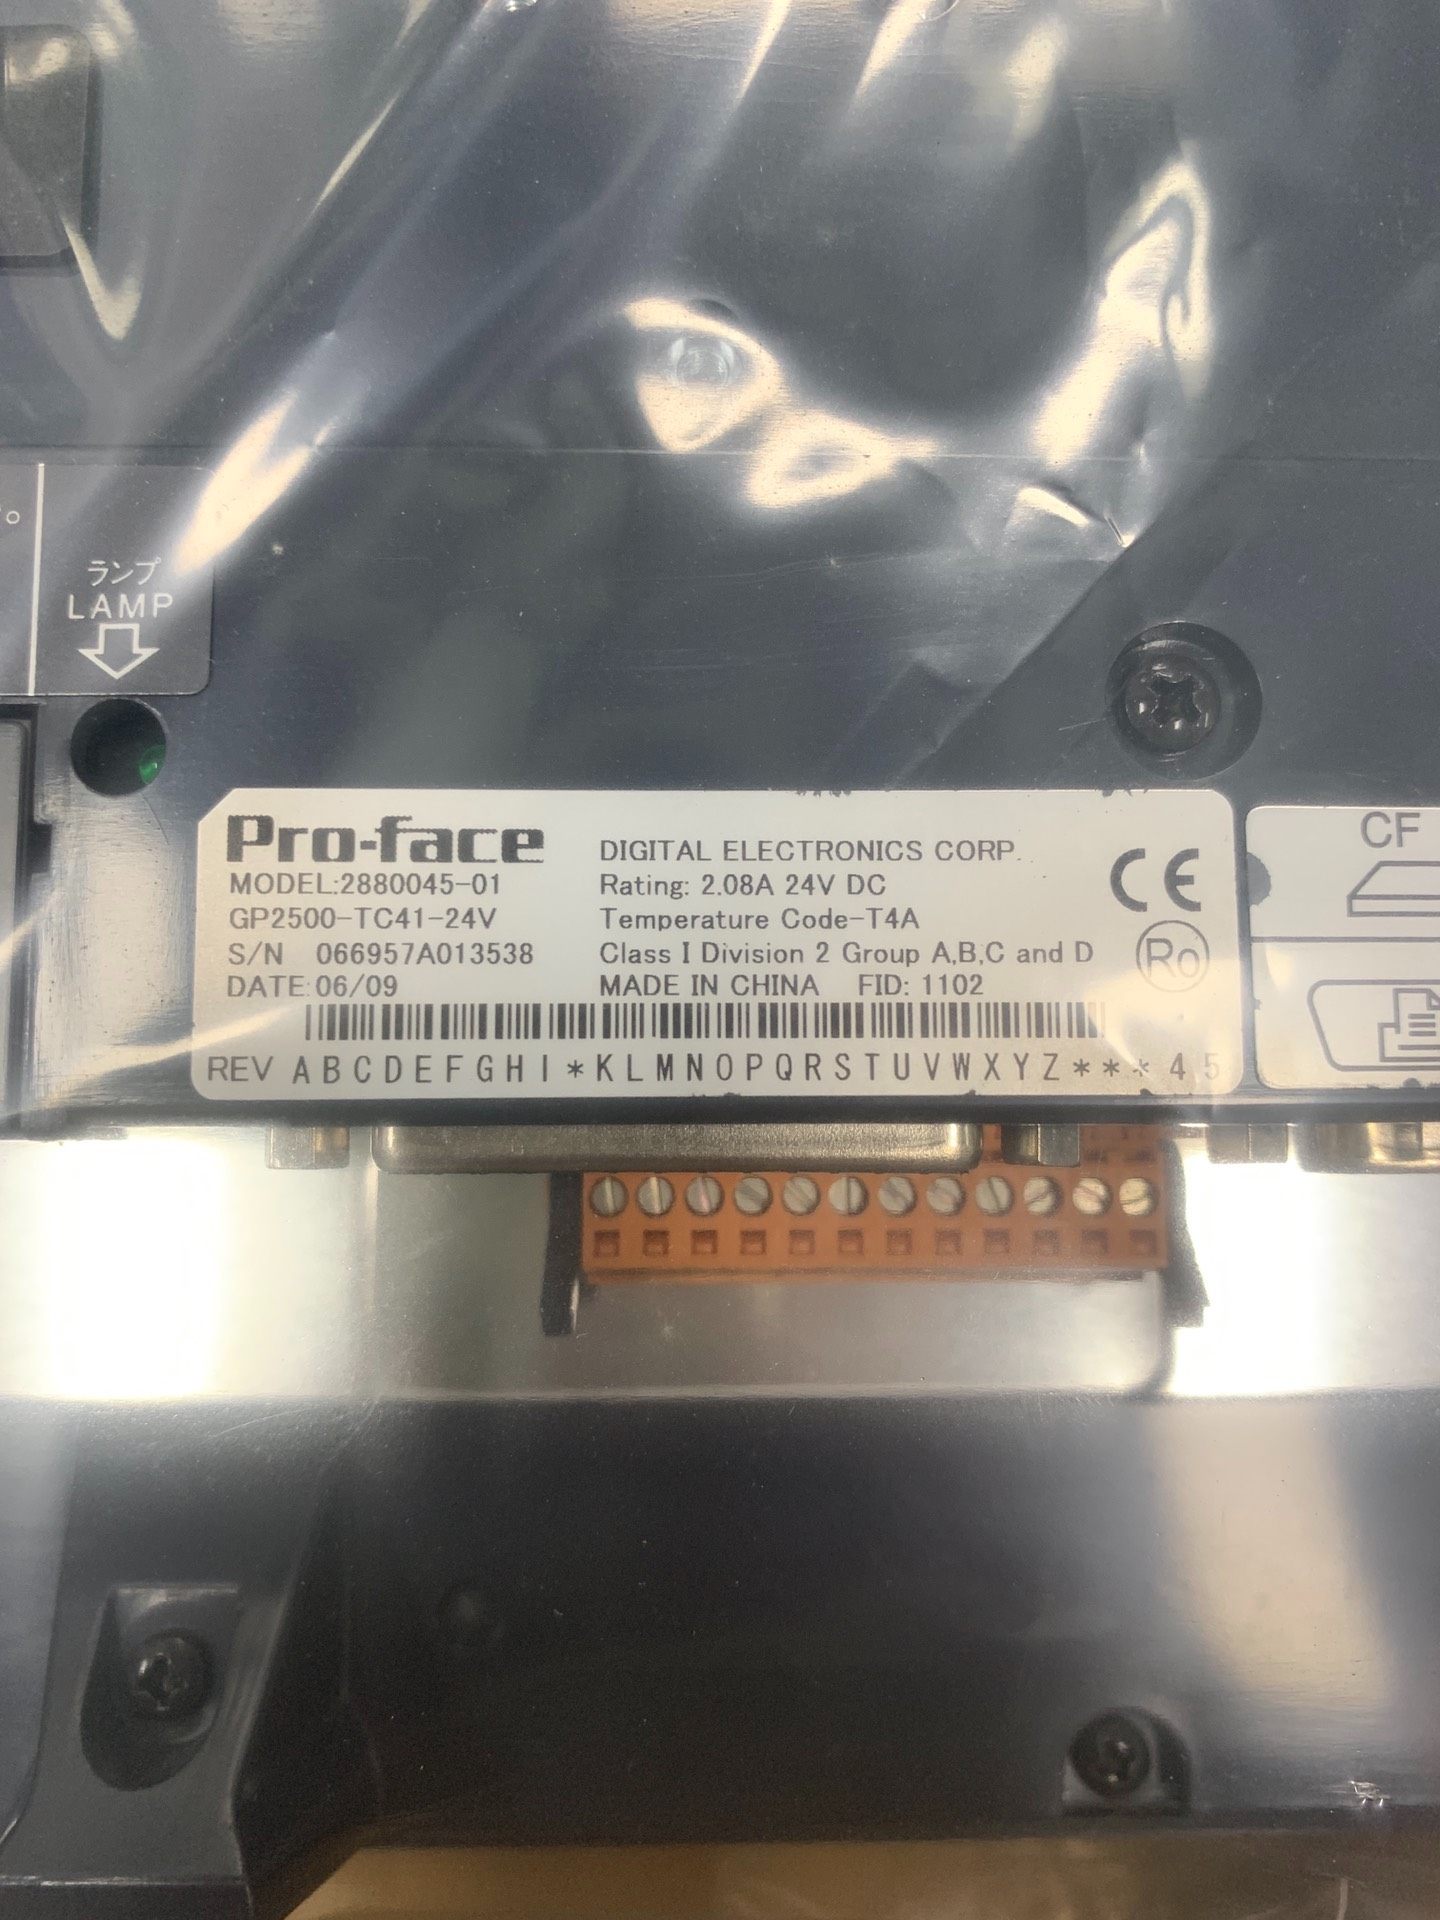 ランプ
LAMP
Pro-face
MODEL:2880045-01
GP2500-TC41-24V
S/N 066957A013538
DATE:06/09
DIGITAL ELECTRONICS CORP.
Rating: 2.08A 24V DC
Temperature Code-T4A
Class I Division 2 Group A,B,C and D
MADE IN CHINA FID: 1102
CE
Ro
REV A B C D E F G H I * K L M N O P Q R S T U V W X Y Z * * * 4 5
CF